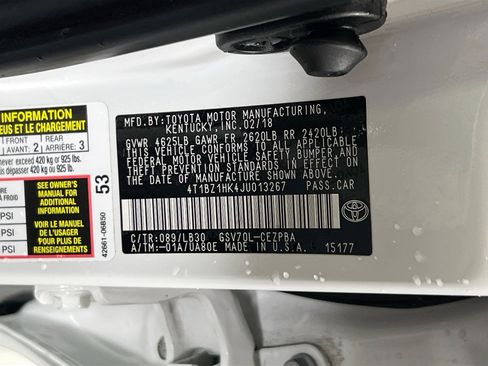 INFORMATION
EUS ET LE CHARGEMENT
FRONT
AVANT: 2
REAR
ARRIÈRE: 3
never exceed 420 kg or 925 lbs.
is dépasser 420 kg ou 925 lb.
SEE OWNER'S
MANUAL FOR
ADDITIONAL
INFORMATION
VOIR LE MANUEL
DE L'USAGER
POUR PLUS DE
RENSEIGNEMENTS
PSI
PSI
PSI
53
42661-06B50
MFD.BY: TOYOTA MOTOR MANUFACTURING,
KENTUCKY, INC. 02/18
GVWR 4625LB GAWR FR 2620LB RR 2420LB
THIS VEHICLE CONFORMS TO ALL APPLICABLE
FEDERAL MOTOR VEHICLE SAFETY,BUMPER,AND
THEFT PREVENTION STANDARDS IN EFFECT ON
THE DATE OF MANUFACTURE SHOWN ABOVE.
4T1BZ1HK4JU013267 PASS.CAR
C/TR:089/LB30 GSV70L-CEZPBA
A/TM:-01A/UA80E MADE IN U.S.A. 15177
TOYOTA